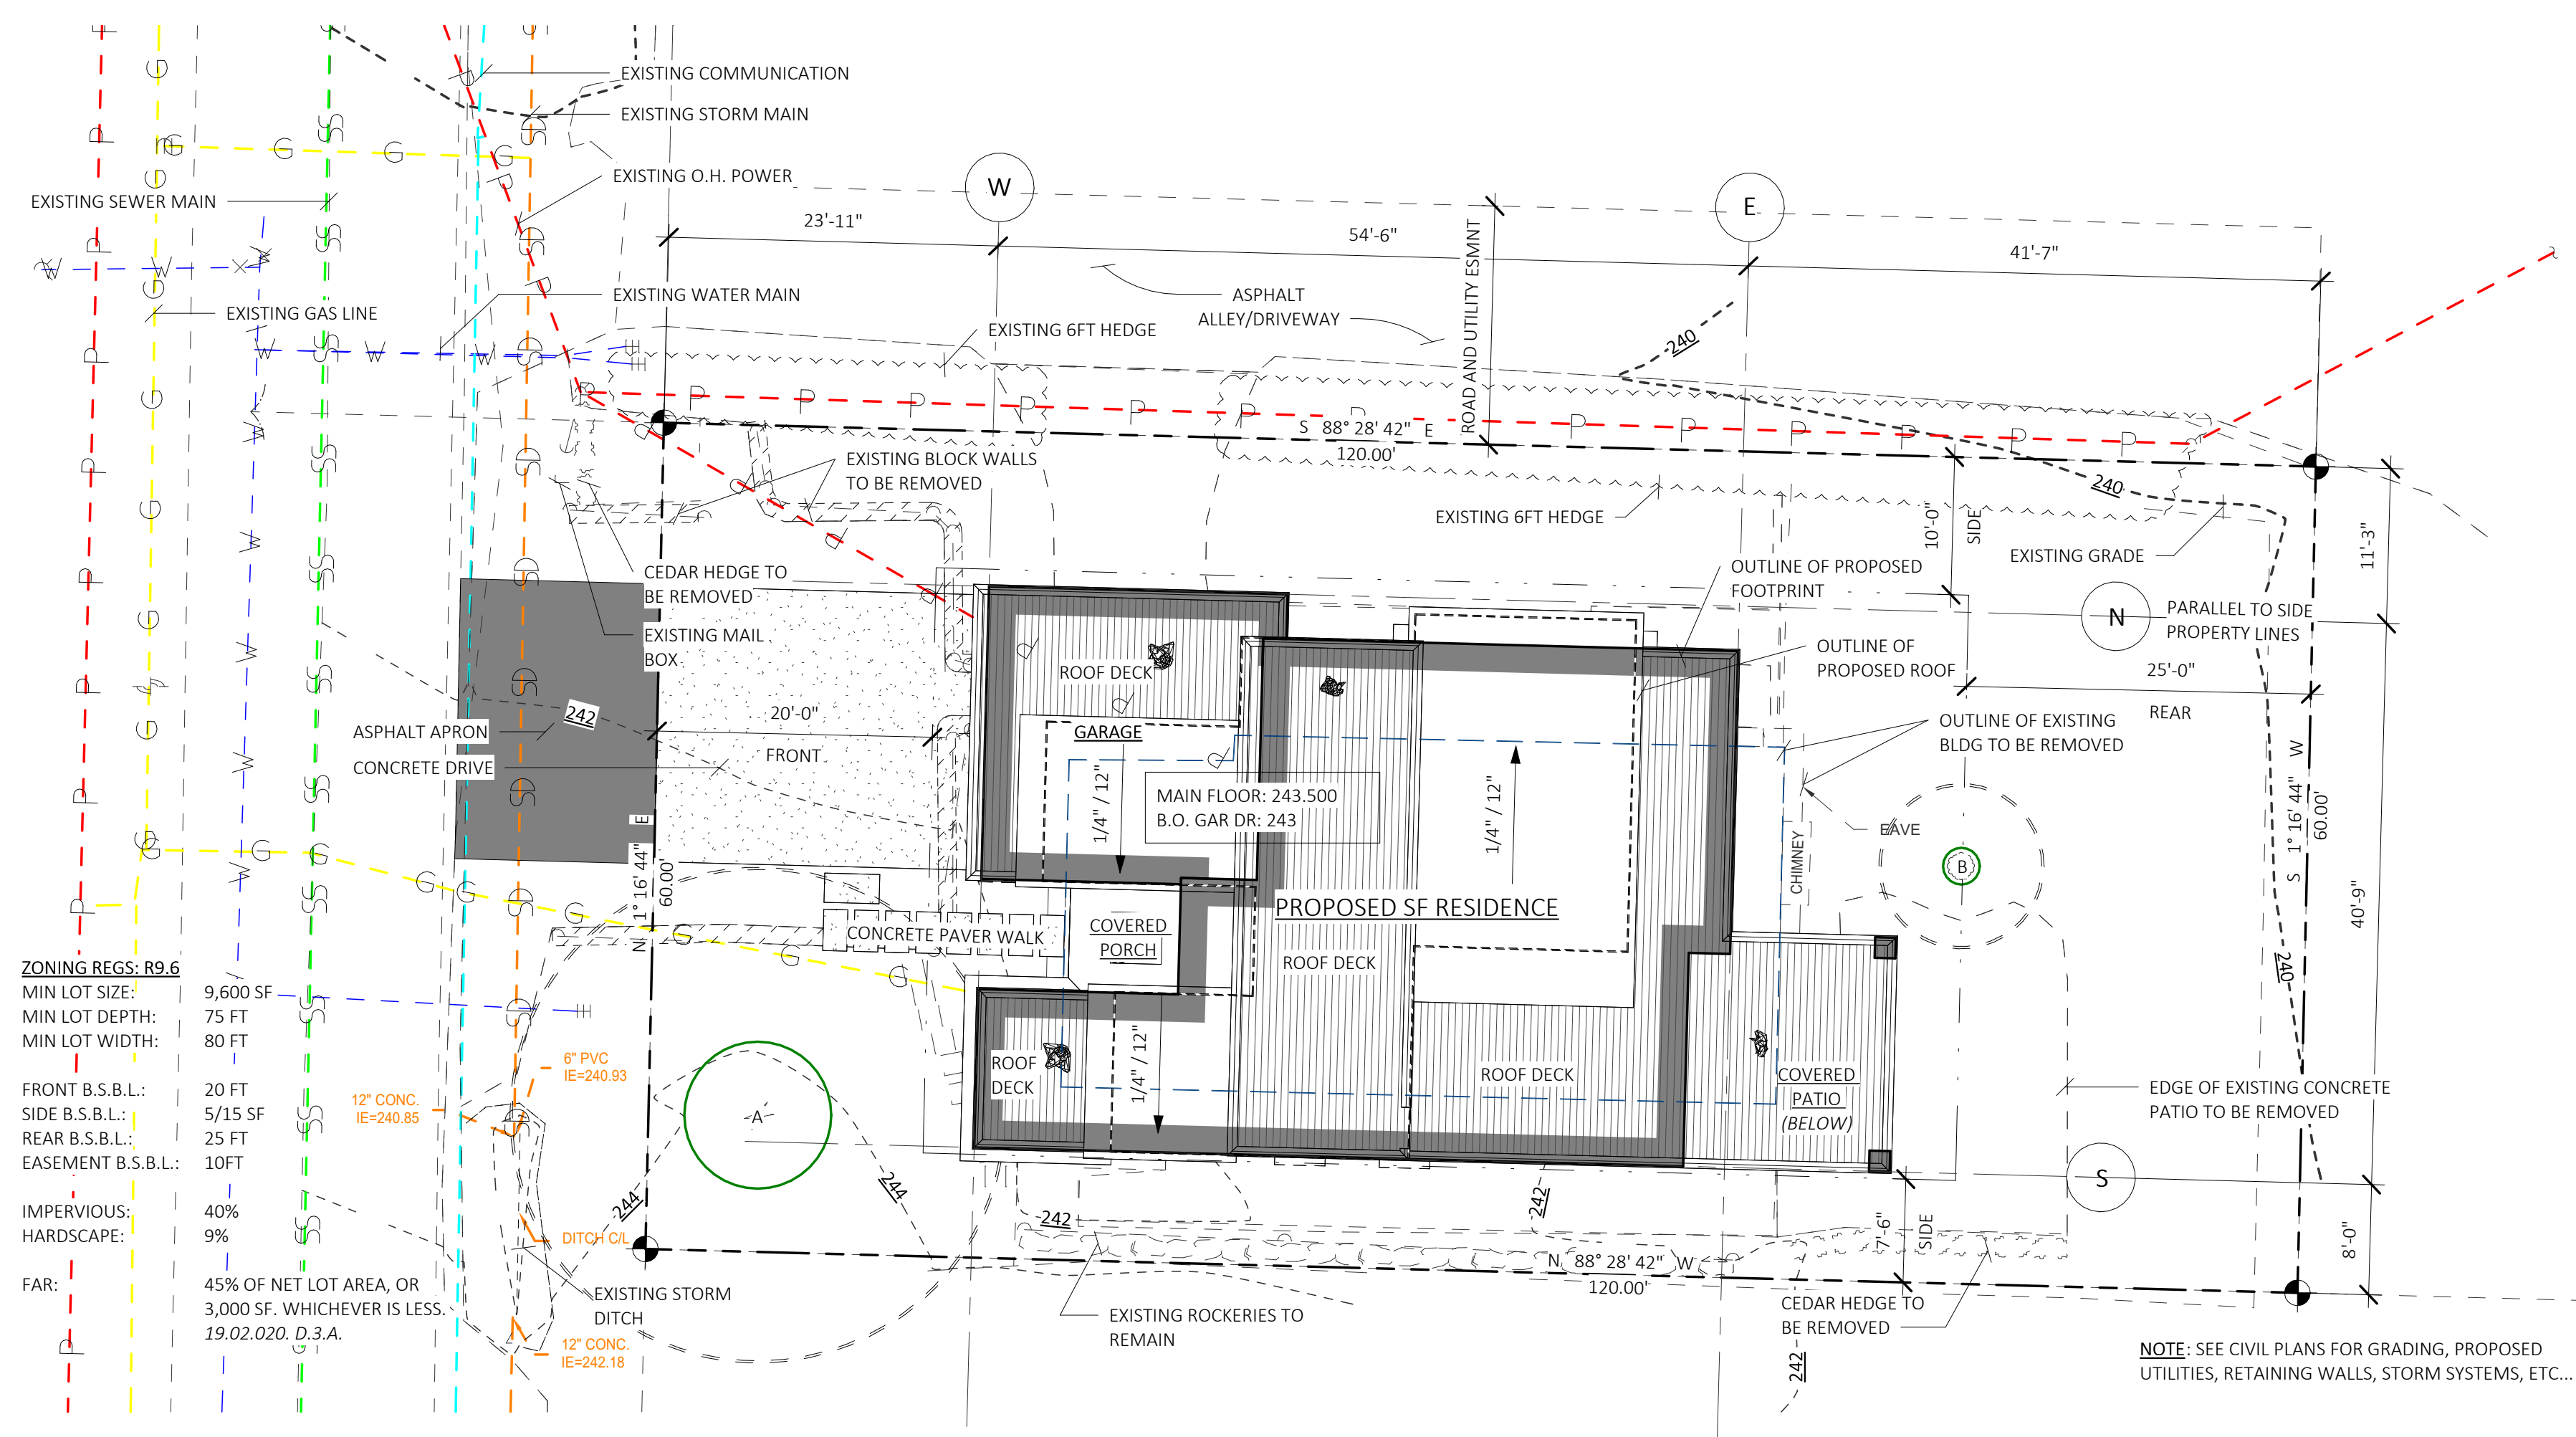 EXISTING COMMUNICATION
EXISTING STORM MAIN
EXISTING O.H. POWER
EXISTING SEWER MAIN
W
E
23'-11"
54'-6"
41'-7"
ROAD AND UTILITY ESMNT
EXISTING WATER MAIN
EXISTING GAS LINE
EXISTING 6FT HEDGE
ASPHALT
ALLEY/DRIVEWAY
240
S 88° 28' 42" E
120.00'
EXISTING BLOCK WALLS
TO BE REMOVED
EXISTING 6FT HEDGE
240
10'-0"
SIDE
EXISTING GRADE
11'-3"
CEDAR HEDGE TO
BE REMOVED
EXISTING MAIL
BOX
OUTLINE OF PROPOSED
FOOTPRINT
N
PARALLEL TO SIDE
PROPERTY LINES
OUTLINE OF
PROPOSED ROOF
25'-0"
REAR
ROOF DECK
242
20'-0"
FRONT
ASPHALT APRON
CONCRETE DRIVE
GARAGE
1/4" / 12"
MAIN FLOOR: 243.500
B.O. GAR DR: 243
1/4" / 12"
OUTLINE OF EXISTING
BLDG TO BE REMOVED
EAVE
CHIMNEY
B
S 1° 16' 44" W
60.00'
N 1° 16' 44" E
60.00'
40'-9"
PROPOSED SF RESIDENCE
COVERED
PORCH
CONCRETE PAVER WALK
ROOF DECK
240
ZONING REGS: R9.6
MIN LOT SIZE: 9,600 SF
MIN LOT DEPTH: 75 FT
MIN LOT WIDTH: 80 FT
FRONT B.S.B.L.: 20 FT
SIDE B.S.B.L.: 5/15 SF
REAR B.S.B.L.: 25 FT
EASEMENT B.S.B.L.: 10FT
IMPERVIOUS: 40%
HARDSCAPE: 9%
FAR: 45% OF NET LOT AREA, OR
3,000 SF. WHICHEVER IS LESS.
19.02.020. D.3.A.
6" PVC
IE=240.93
12" CONC.
IE=240.85
A
ROOF
DECK
1/4" / 12"
ROOF DECK
COVERED
PATIO
(BELOW)
EDGE OF EXISTING CONCRETE
PATIO TO BE REMOVED
S
244
244
242
242
7'-6"
SIDE
8'-0"
DITCH C/L
N 88° 28' 42" W
120.00'
EXISTING STORM
DITCH
EXISTING ROCKERIES TO
REMAIN
CEDAR HEDGE TO
BE REMOVED
12" CONC.
IE=242.18
242
NOTE: SEE CIVIL PLANS FOR GRADING, PROPOSED
UTILITIES, RETAINING WALLS, STORM SYSTEMS, ETC...